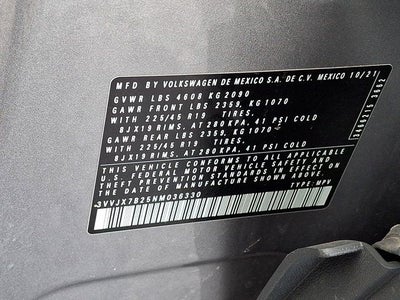 MFD BY VOLKSWAGEN DE MEXICO S.A. DE C.V. MEXICO 10/21
GVWR LBS 4608 KG 2090
GAWR FRONT LBS 2359, KG 1070
WITH 225/45 R19 TIRES,
8JX19 RIMS, AT 280 KPA, 41 PSI COLD
GAWR REAR LBS 2359, KG 1070
WITH 225/45 R19 TIRES,
8JX19 RIMS, AT 280 KPA, 41 PSI COLD
THIS VEHICLE CONFORMS TO ALL APPLICABLE
FEDERAL MOTOR VEHICLE SAFETY AND
THEFT PREVENTION STANDARDS IN EFFECT ON
THE DATE OF MANUFACTURE SHOWN ABOVE.
3VVJX7B25NM036330 TYPE: MPV